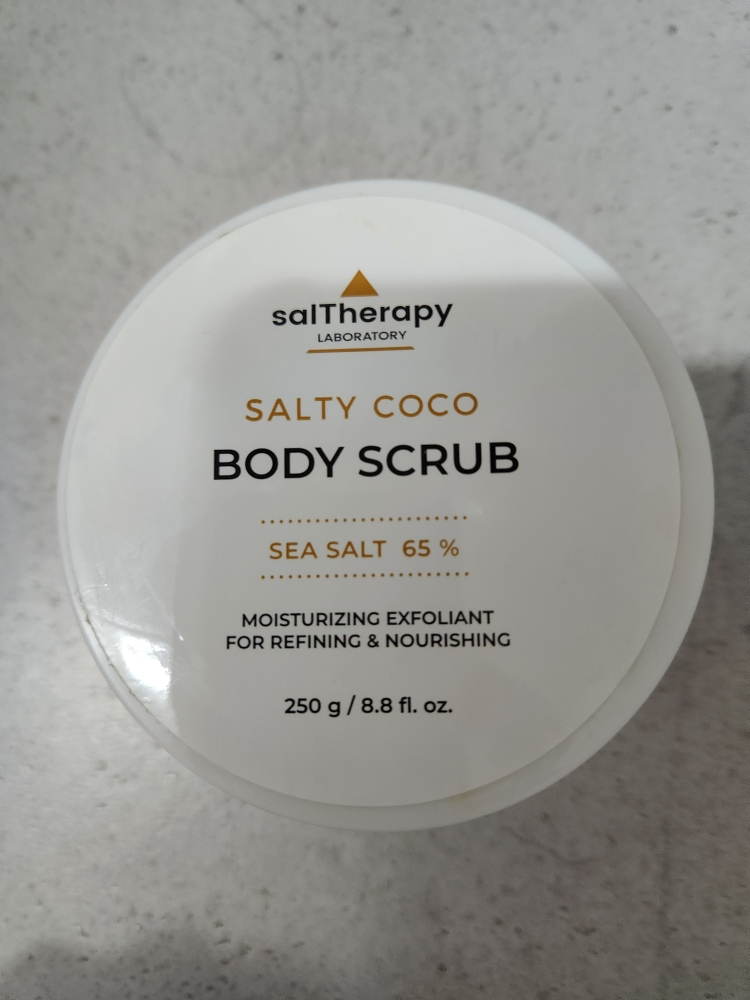 salTherapy
LABORATORY
SALTY COCO
BODY SCRUB
SEA SALT 65 %
MOISTURIZING EXFOLIANT
FOR REFINING & NOURISHING
250 g / 8.8 fl. oz.